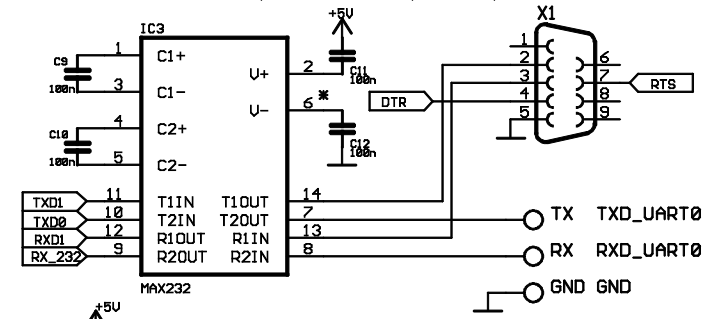 +5V
X1
IC3
1
C1+
C9
100n
3
C1-
4
C2+
C10
100n
5
C2-
V+
2
C11
100n
V-
6
*
C12
100n
DTR
1
2
3
4
5
6
7
8
9
RTS
TXD1
11
T1IN
T1OUT
14
TXD0
10
T2IN
T2OUT
7
TX
TXD_UART0
RXD1
12
R1OUT
R1IN
13
RX_232
9
R2OUT
R2IN
8
RX
RXD_UART0
MAX232
GND
GND
+5V